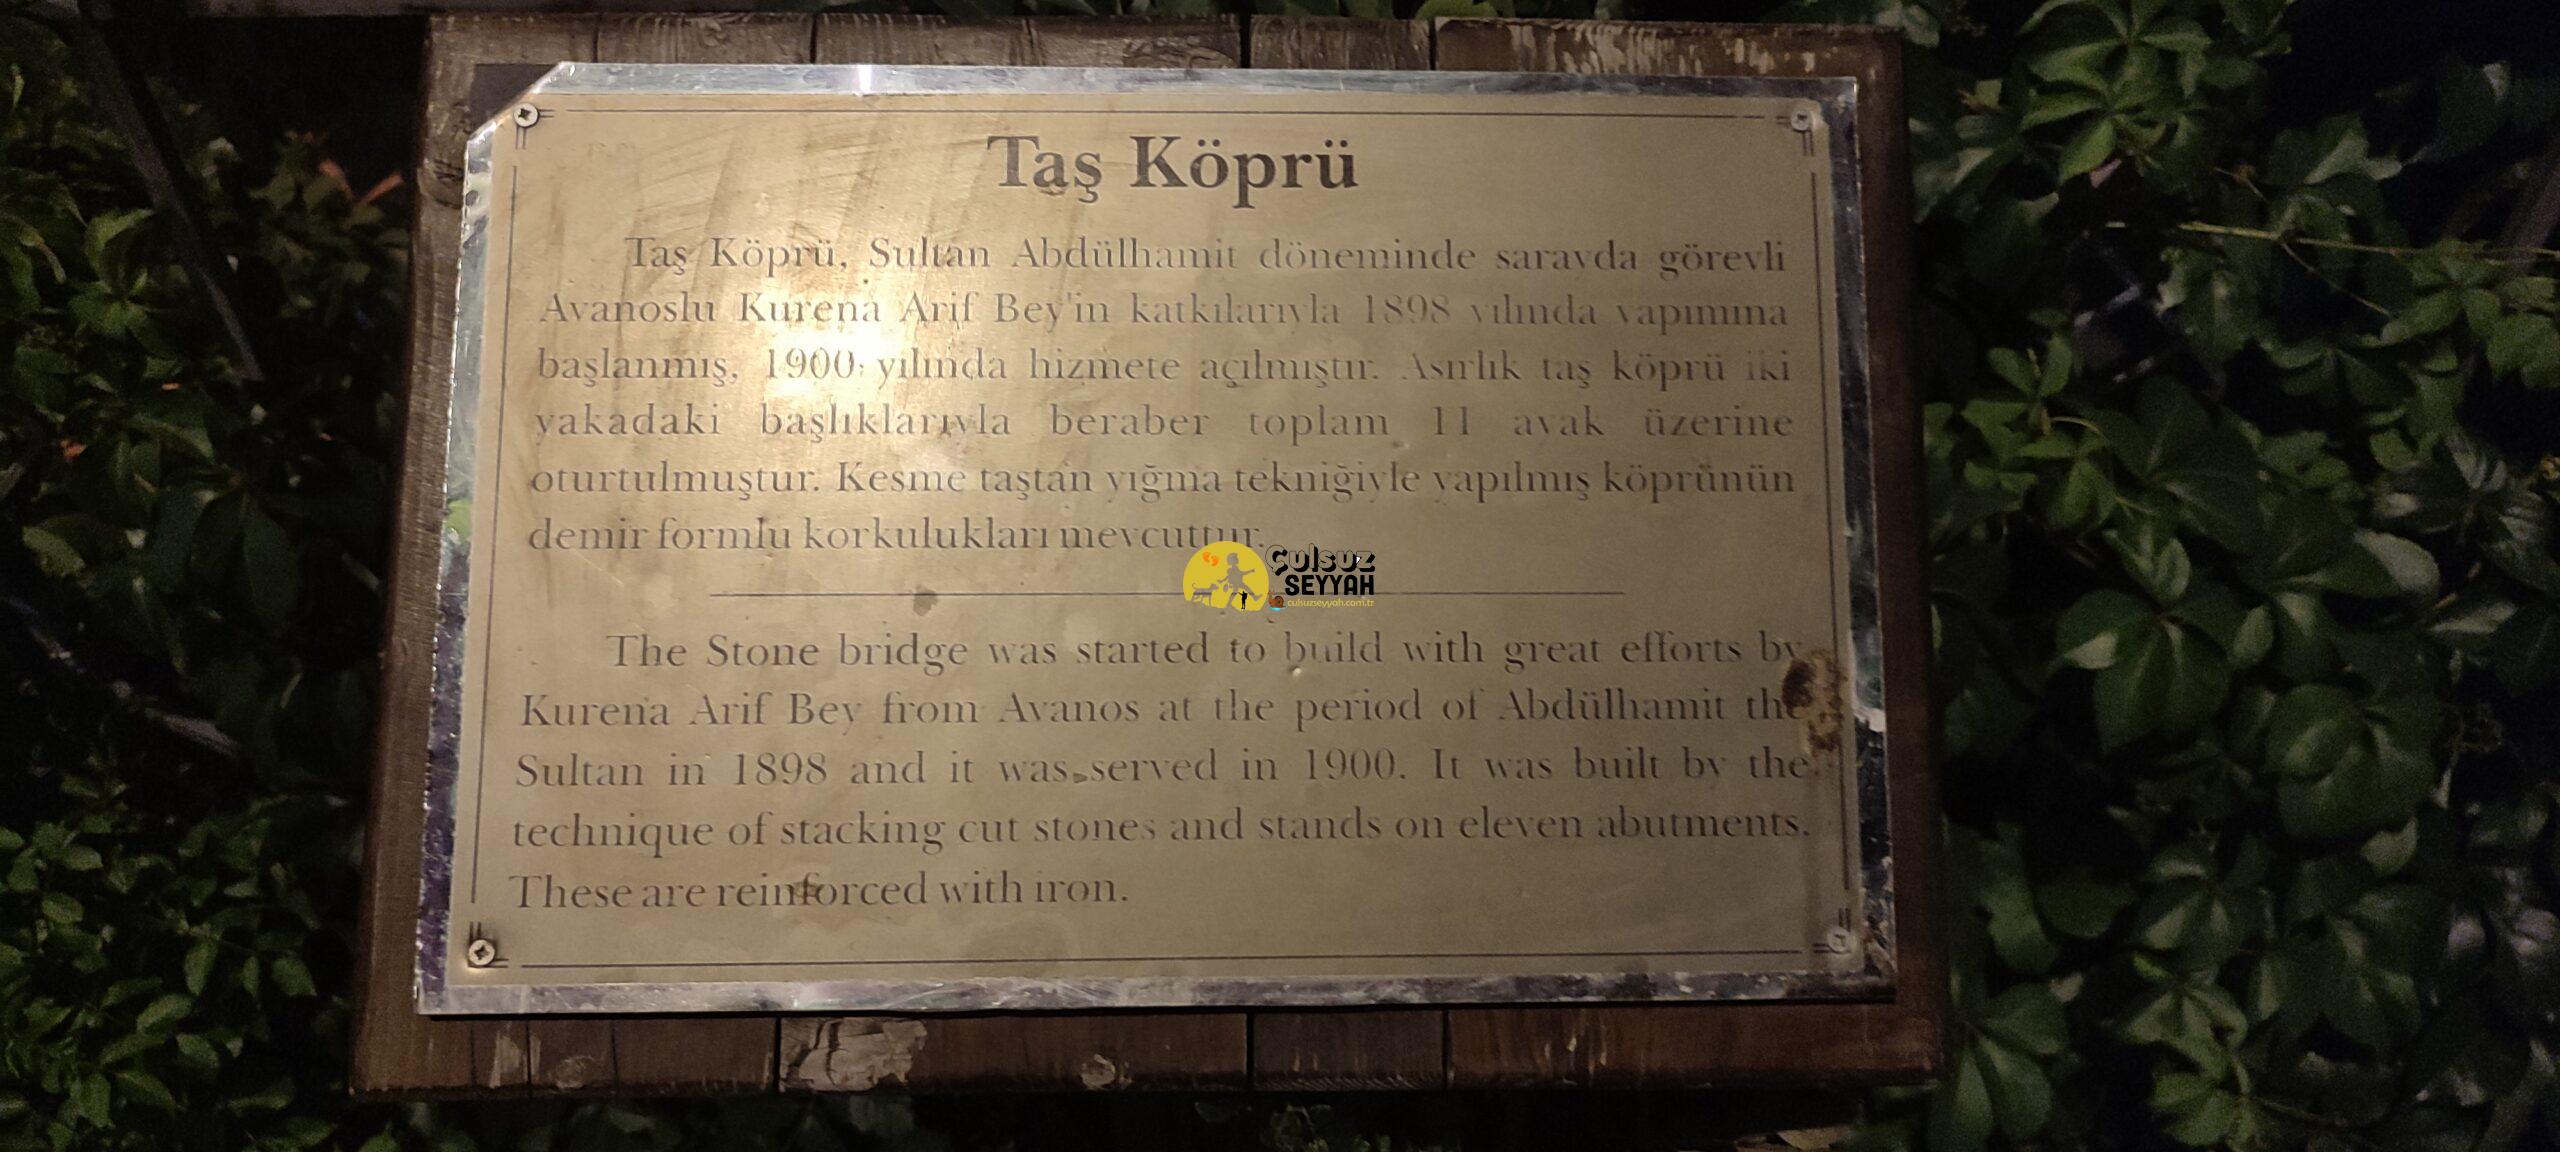 Taş Köprü
Taş Köprü, Sultan Abdülhamit döneminde sarayda görevli
Avanoslu Kurena Arif Bey'in katkılarıyla 1898 yılında yapımına
başlanmış, 1900 yılında hizmete açılmıştır. Asırlık taş köprü iki
yakadaki başlıklarıyla beraber toplam 11 ayak üzerine
oturtulmuştur. Kesme taştan yığma tekniğiyle yapılmış köprünün
demir formlu korkulukları mevcuttur.
Çulsuz
SEYYAH
culsuzseyyah.com.tr
The Stone bridge was started to build with great efforts by
Kurena Arif Bey from Avanos at the period of Abdülhamit the
Sultan in 1898 and it was served in 1900. It was built by the
technique of stacking cut stones and stands on eleven abutments.
These are reinforced with iron.